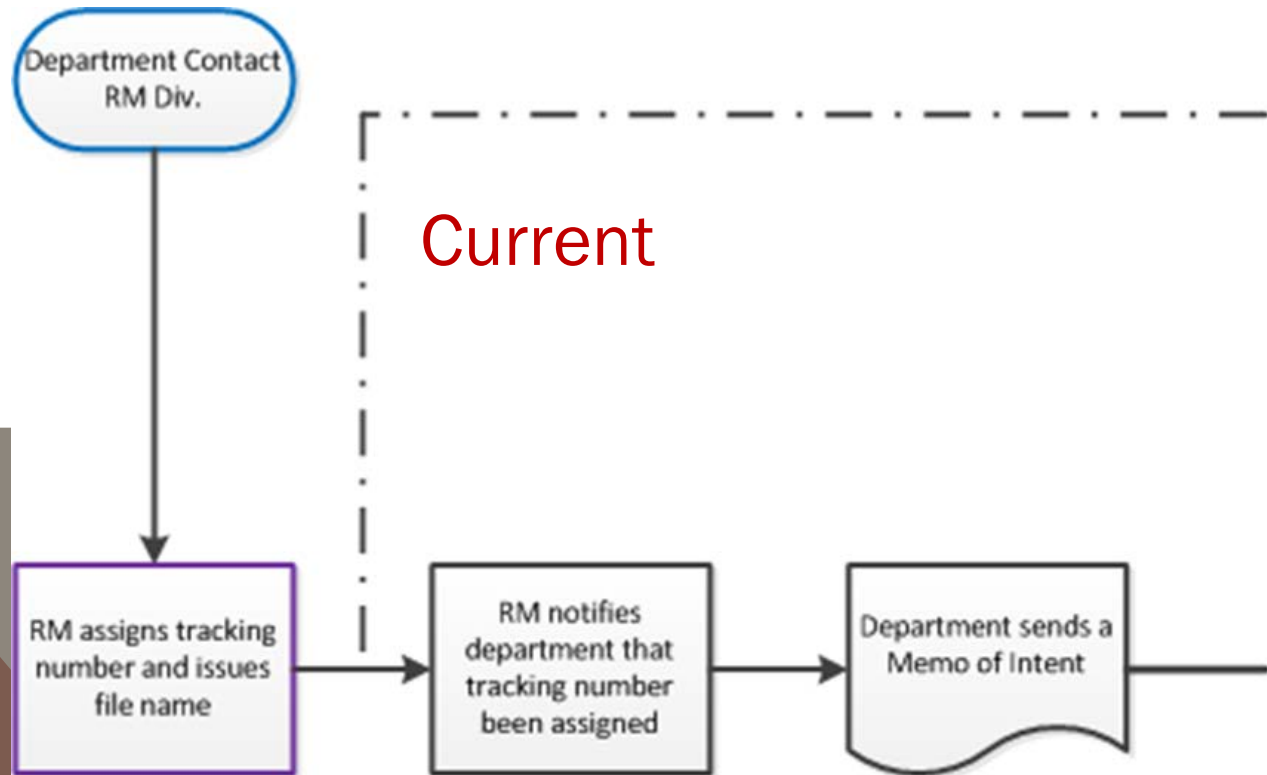 Department Contact
RM Div.
Current
RM assigns tracking
number and issues
file name
RM notifies
department that
tracking number
been assigned
Department sends a
Memo of Intent